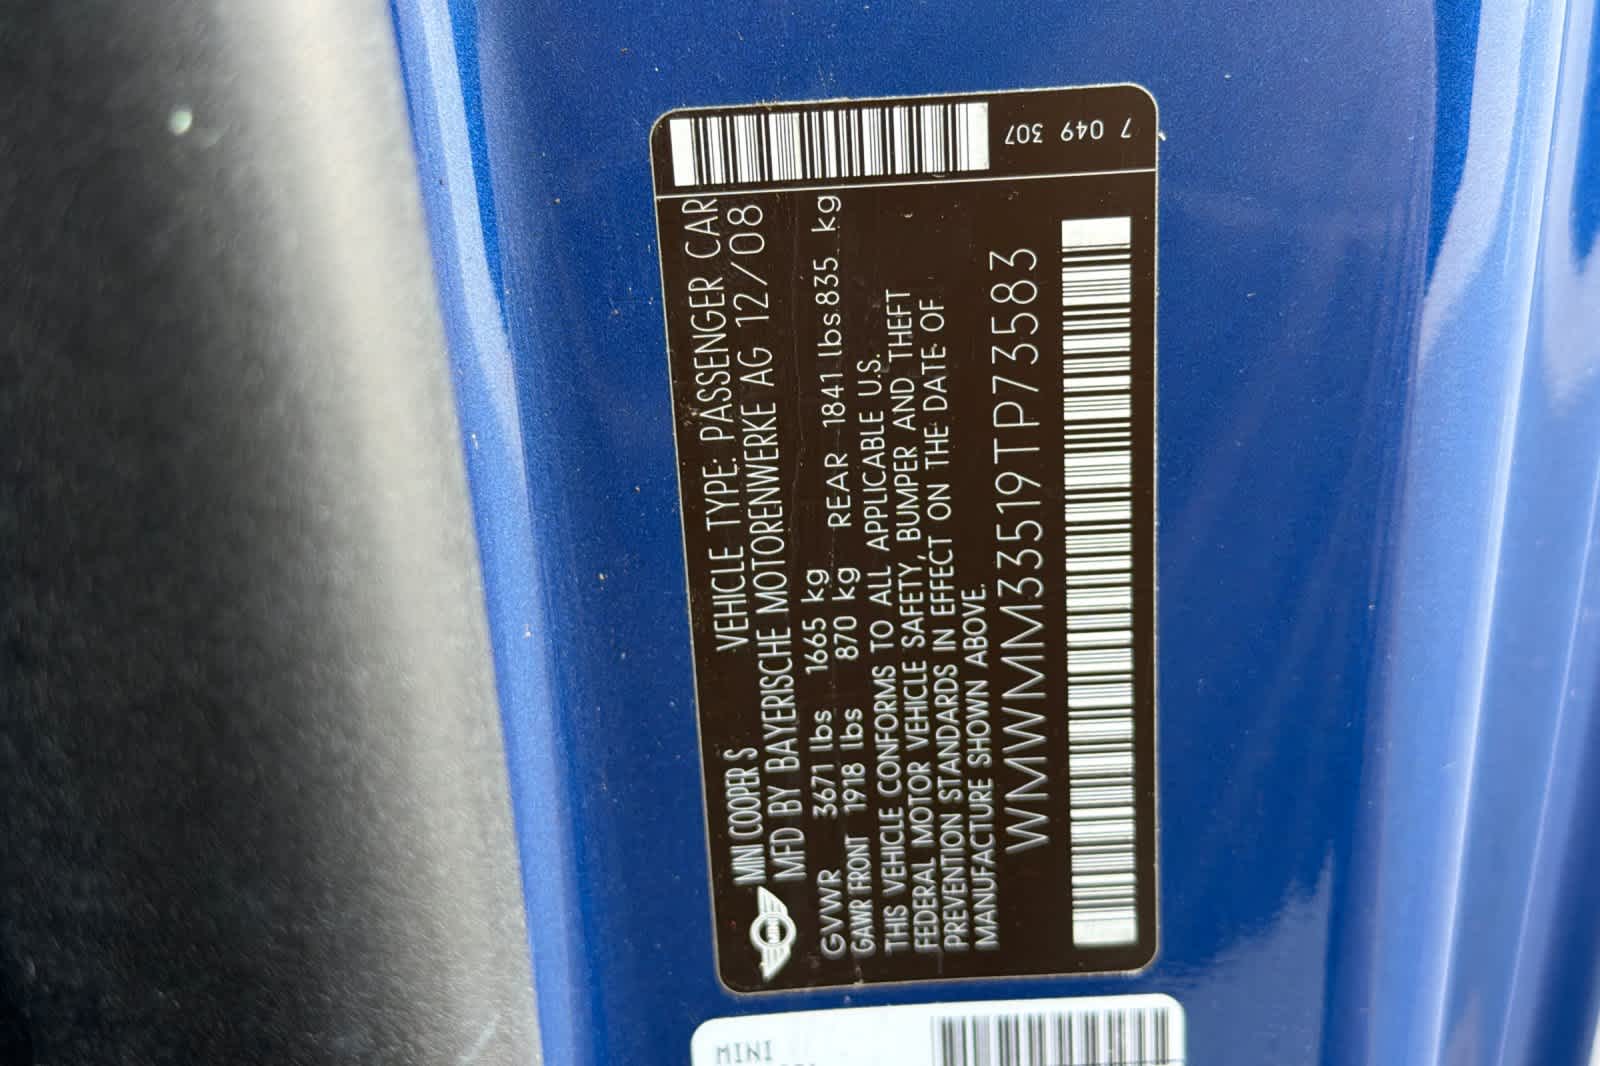 MINI COOPER S VEHICLE TYPE: PASSENGER CAR
MFD BY BAYERISCHE MOTORENWERKE AG 12/08
GVWR 3671 lbs 1665 kg
GAWR FRONT 1918 lbs 870 kg REAR 1841 lbs 835 kg
THIS VEHICLE CONFORMS TO ALL APPLICABLE U.S.
FEDERAL MOTOR VEHICLE SAFETY, BUMPER AND THEFT
PREVENTION STANDARDS IN EFFECT ON THE DATE OF
MANUFACTURE SHOWN ABOVE.
WMWMM33519TP73583
7 049 307
MINI